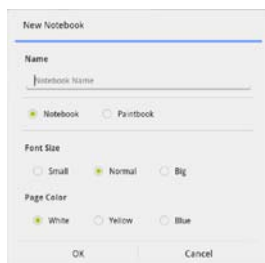 New Notebook
Name
Notebook Name
Notebook Paintbook
Font Size
Small Normal Big
Page Color
White Yellow Blue
OK Cancel